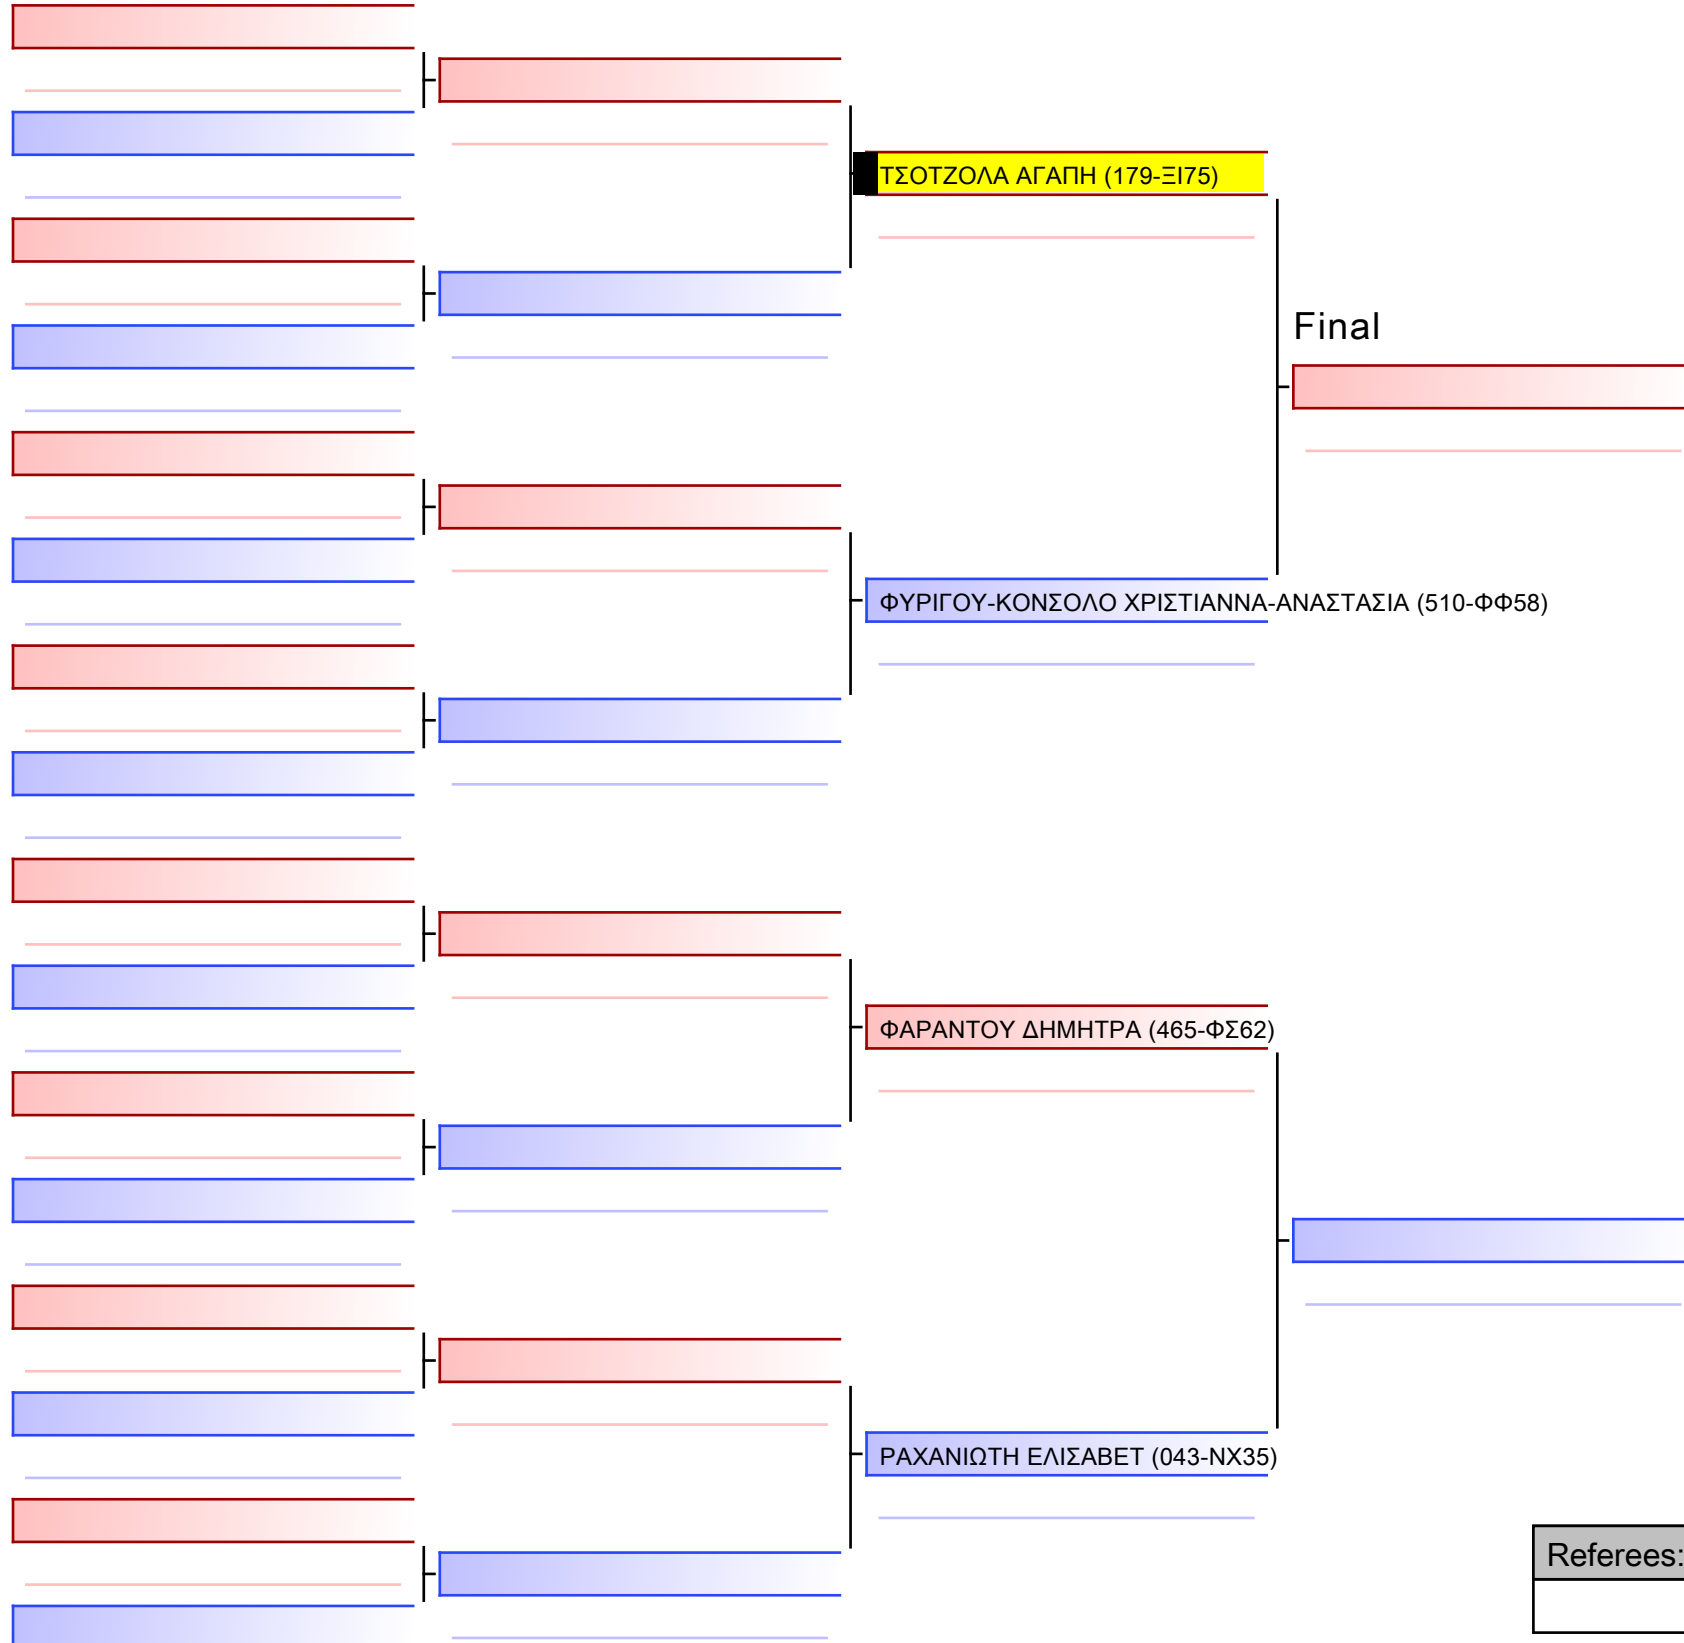 ΤΣΟΤΖΟΛΑ ΑΓΑΠΗ (179-ΞΙ75)
Final
ΦΥΡΙΓΟΥ-ΚΟΝΣΟΛΟ ΧΡΙΣΤΙΑΝΝΑ-ΑΝΑΣΤΑΣΙΑ (510-ΦΦ58)
ΦΑΡΑΝΤΟΥ ΔΗΜΗΤΡΑ (465-ΦΣ62)
ΡΑΧΑΝΙΩΤΗ ΕΛΙΣΑΒΕΤ (043-ΝΧ35)
Referees: